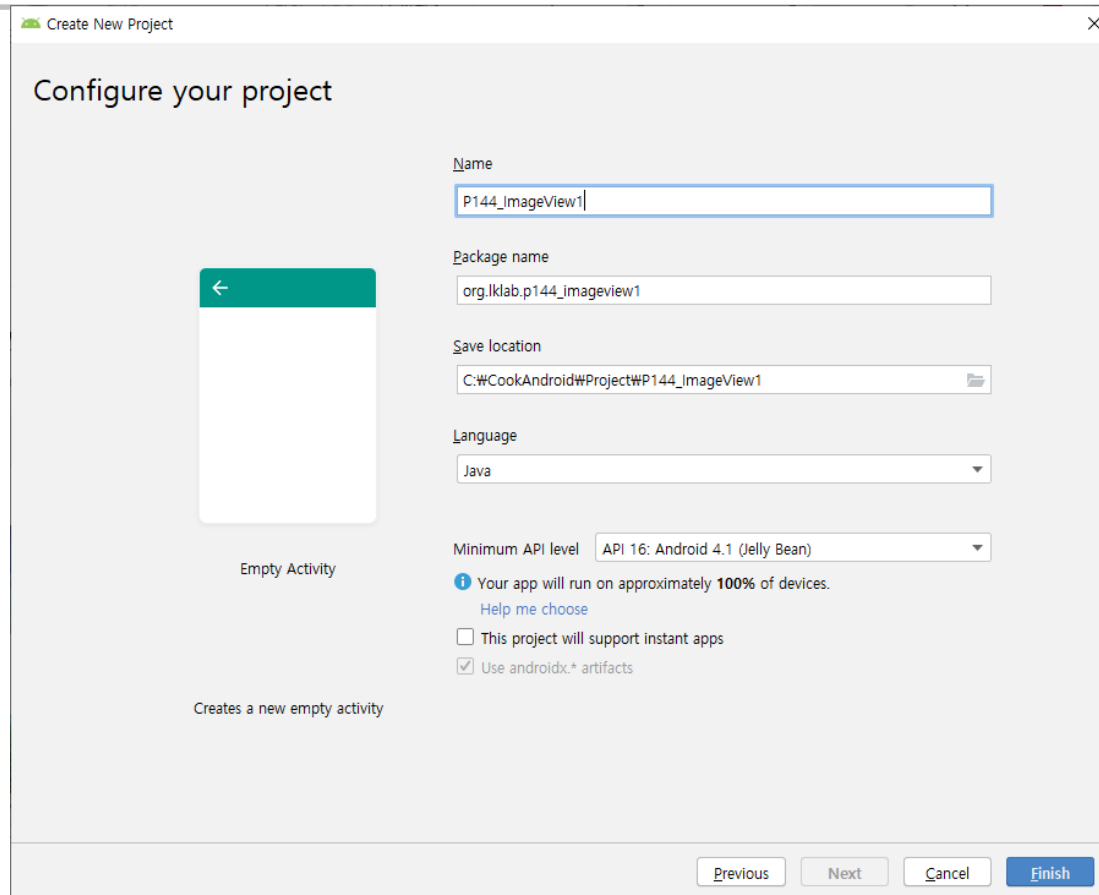 Create New Project
Configure your project
Name
P144_ImageView1
Package name
org.lklab.p144_imageview1
Save location
C:₩CookAndroid₩Project₩P144_ImageView1
Language
Java
Minimum API level API 16: Android 4.1 (Jelly Bean)
Empty Activity
Your app will run on approximately 100% of devices.
Help me choose
This project will support instant apps
Use androidx.* artifacts
Creates a new empty activity
Previous Next Cancel Finish